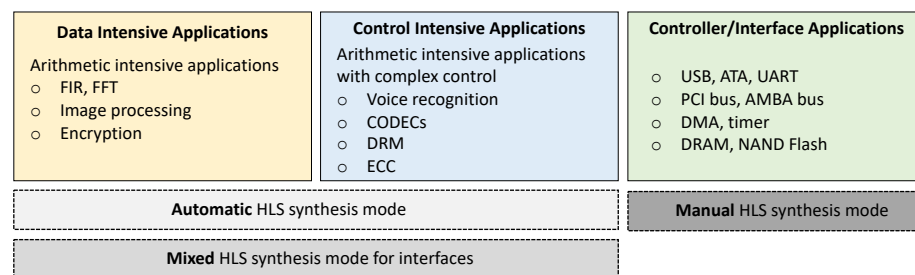 Data Intensive Applications
Arithmetic intensive applications
o FIR, FFT
o Image processing
o Encryption
Control Intensive Applications
Arithmetic intensive applications
with complex control
o Voice recognition
o CODECs
o DRM
o ECC
Controller/Interface Applications
o USB, ATA, UART
o PCI bus, AMBA bus
o DMA, timer
o DRAM, NAND Flash
Automatic HLS synthesis mode
Manual HLS synthesis mode
Mixed HLS synthesis mode for interfaces